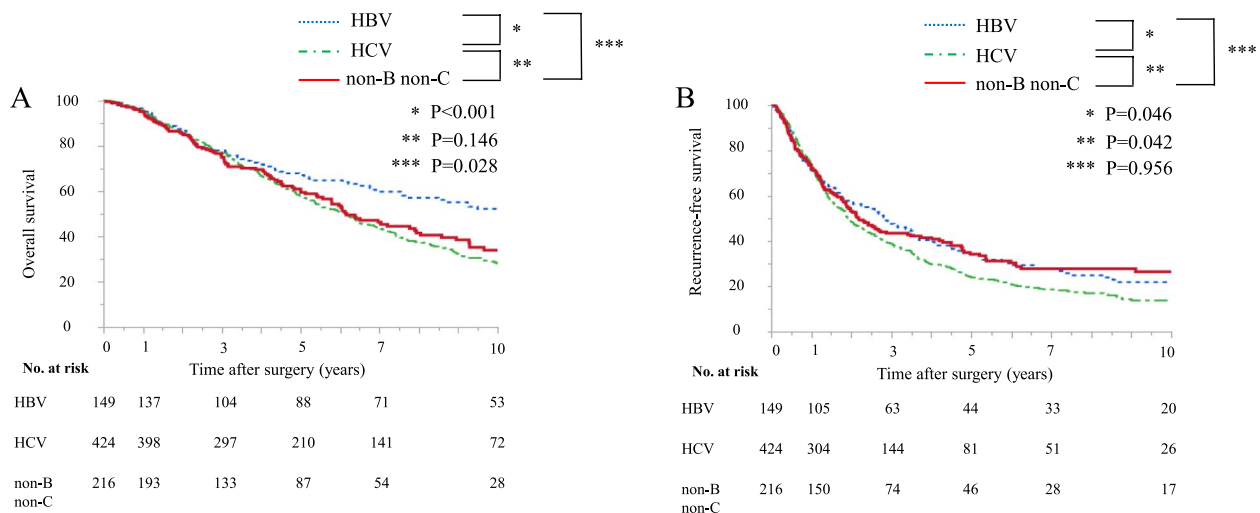 HBV
HCV
non-B non-C
*
**
***
A
* P<0.001
** P=0.146
*** P=0.028
Overall survival
100
80
60
40
20
0
0 1 3 5 7 10
Time after surgery (years)
No. at risk
HBV 149 137 104 88 71 53
HCV 424 398 297 210 141 72
non-B 216 193 133 87 54 28
non-C
HBV
HCV
non-B non-C
*
**
***
B
* P=0.046
** P=0.042
*** P=0.956
Recurrence-free survival
100
80
60
40
20
0
0 1 3 5 7 10
Time after surgery (years)
No. at risk
HBV 149 105 63 44 33 20
HCV 424 304 144 81 51 26
non-B 216 150 74 46 28 17
non-C